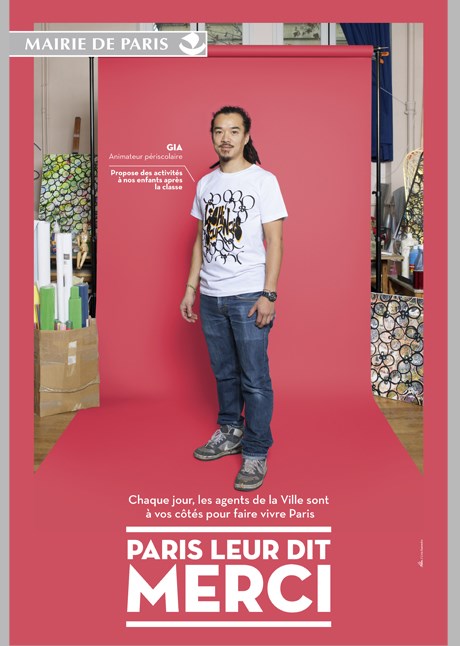 MAIRIE DE PARIS
GIA
Animateur périscolaire
Propose des activités
à nos enfants après
la classe
Chaque jour, les agents de la Ville sont
à vos côtés pour faire vivre Paris
PARIS LEUR DIT
MERCI